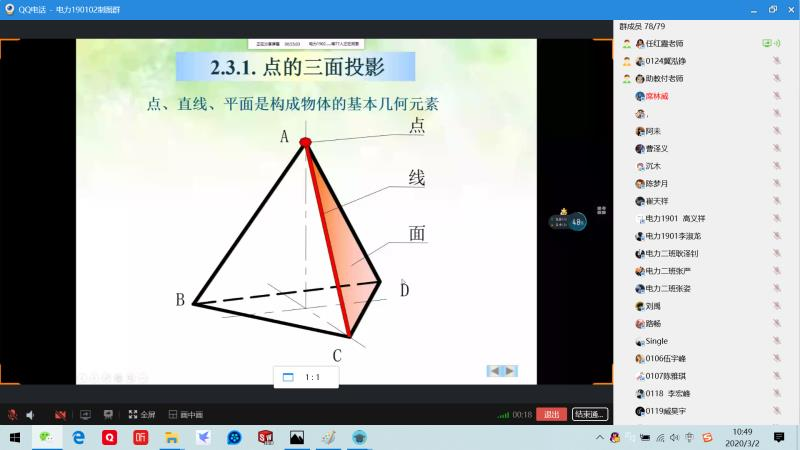 QQ电话 - 电力190102制图群
2.3.1. 点的三面投影
点、直线、平面是构成物体的基本几何元素
A
点
线
面
B
D
C
1:1
全屏
画中画
00:18
退出
结束通...
群成员 78/79
任红霞老师
0124冀泓铮
助教付老师
席林威
,
阿未
曹泽义
沉木
陈梦月
崔天祥
电力1901 高义祥
电力1901李淑龙
电力二班耿泽钊
电力二班张严
电力二班张姿
刘禹
路畅
Single
0106伍宇峰
0107陈雅琪
0118 李宏峰
0119臧昊宇
中
10:49
2020/3/2